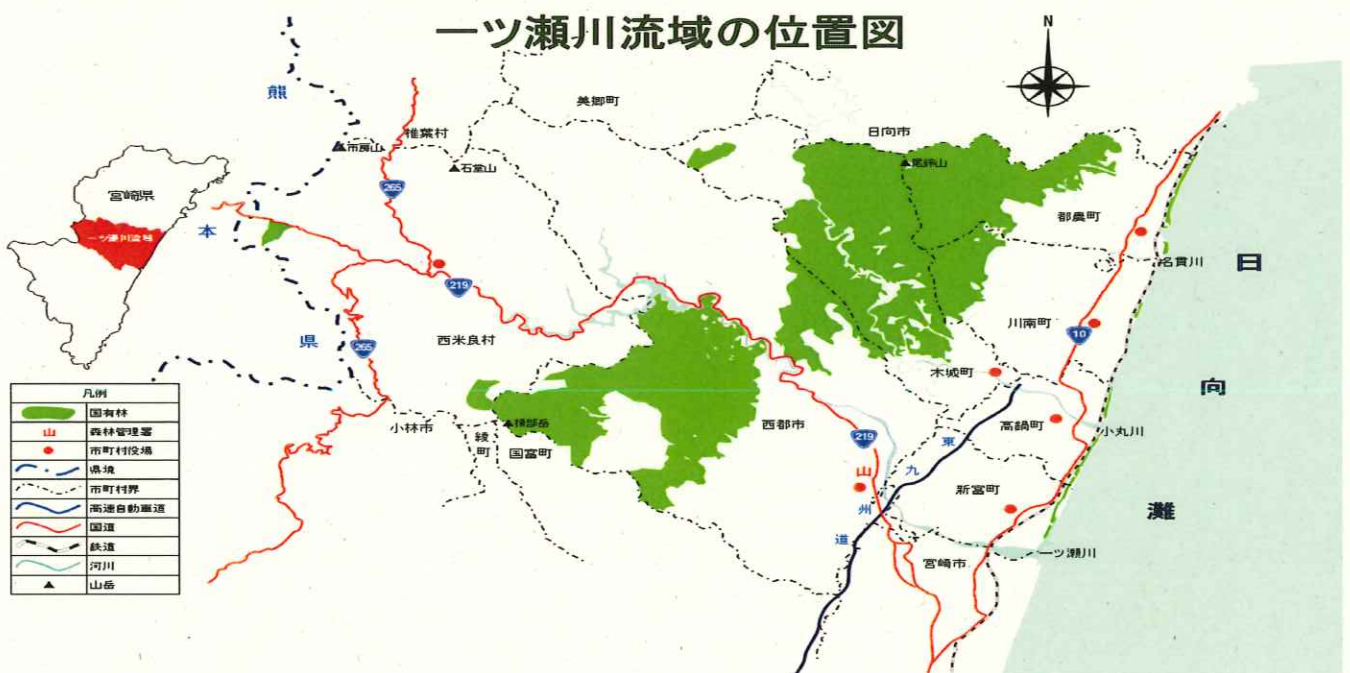 一ツ瀬川流域の位置図
N
熊
本
県
宮崎県
一ツ瀬川流域
市房山
椎葉村
石堂山
265
美郷町
日向市
尾鈴山
都農町
名貫川
日
向
灘
219
西米良村
265
川南町
10
木城町
高鍋町
小丸川
小林市
綾町
国富町
掃部岳
西都市
219
山
東
九
州
道
新富町
宮崎市
一ツ瀬川
凡例
国有林
山 森林管理署
市町村役場
県境
市町村界
高速自動車道
国道
鉄道
河川
山岳